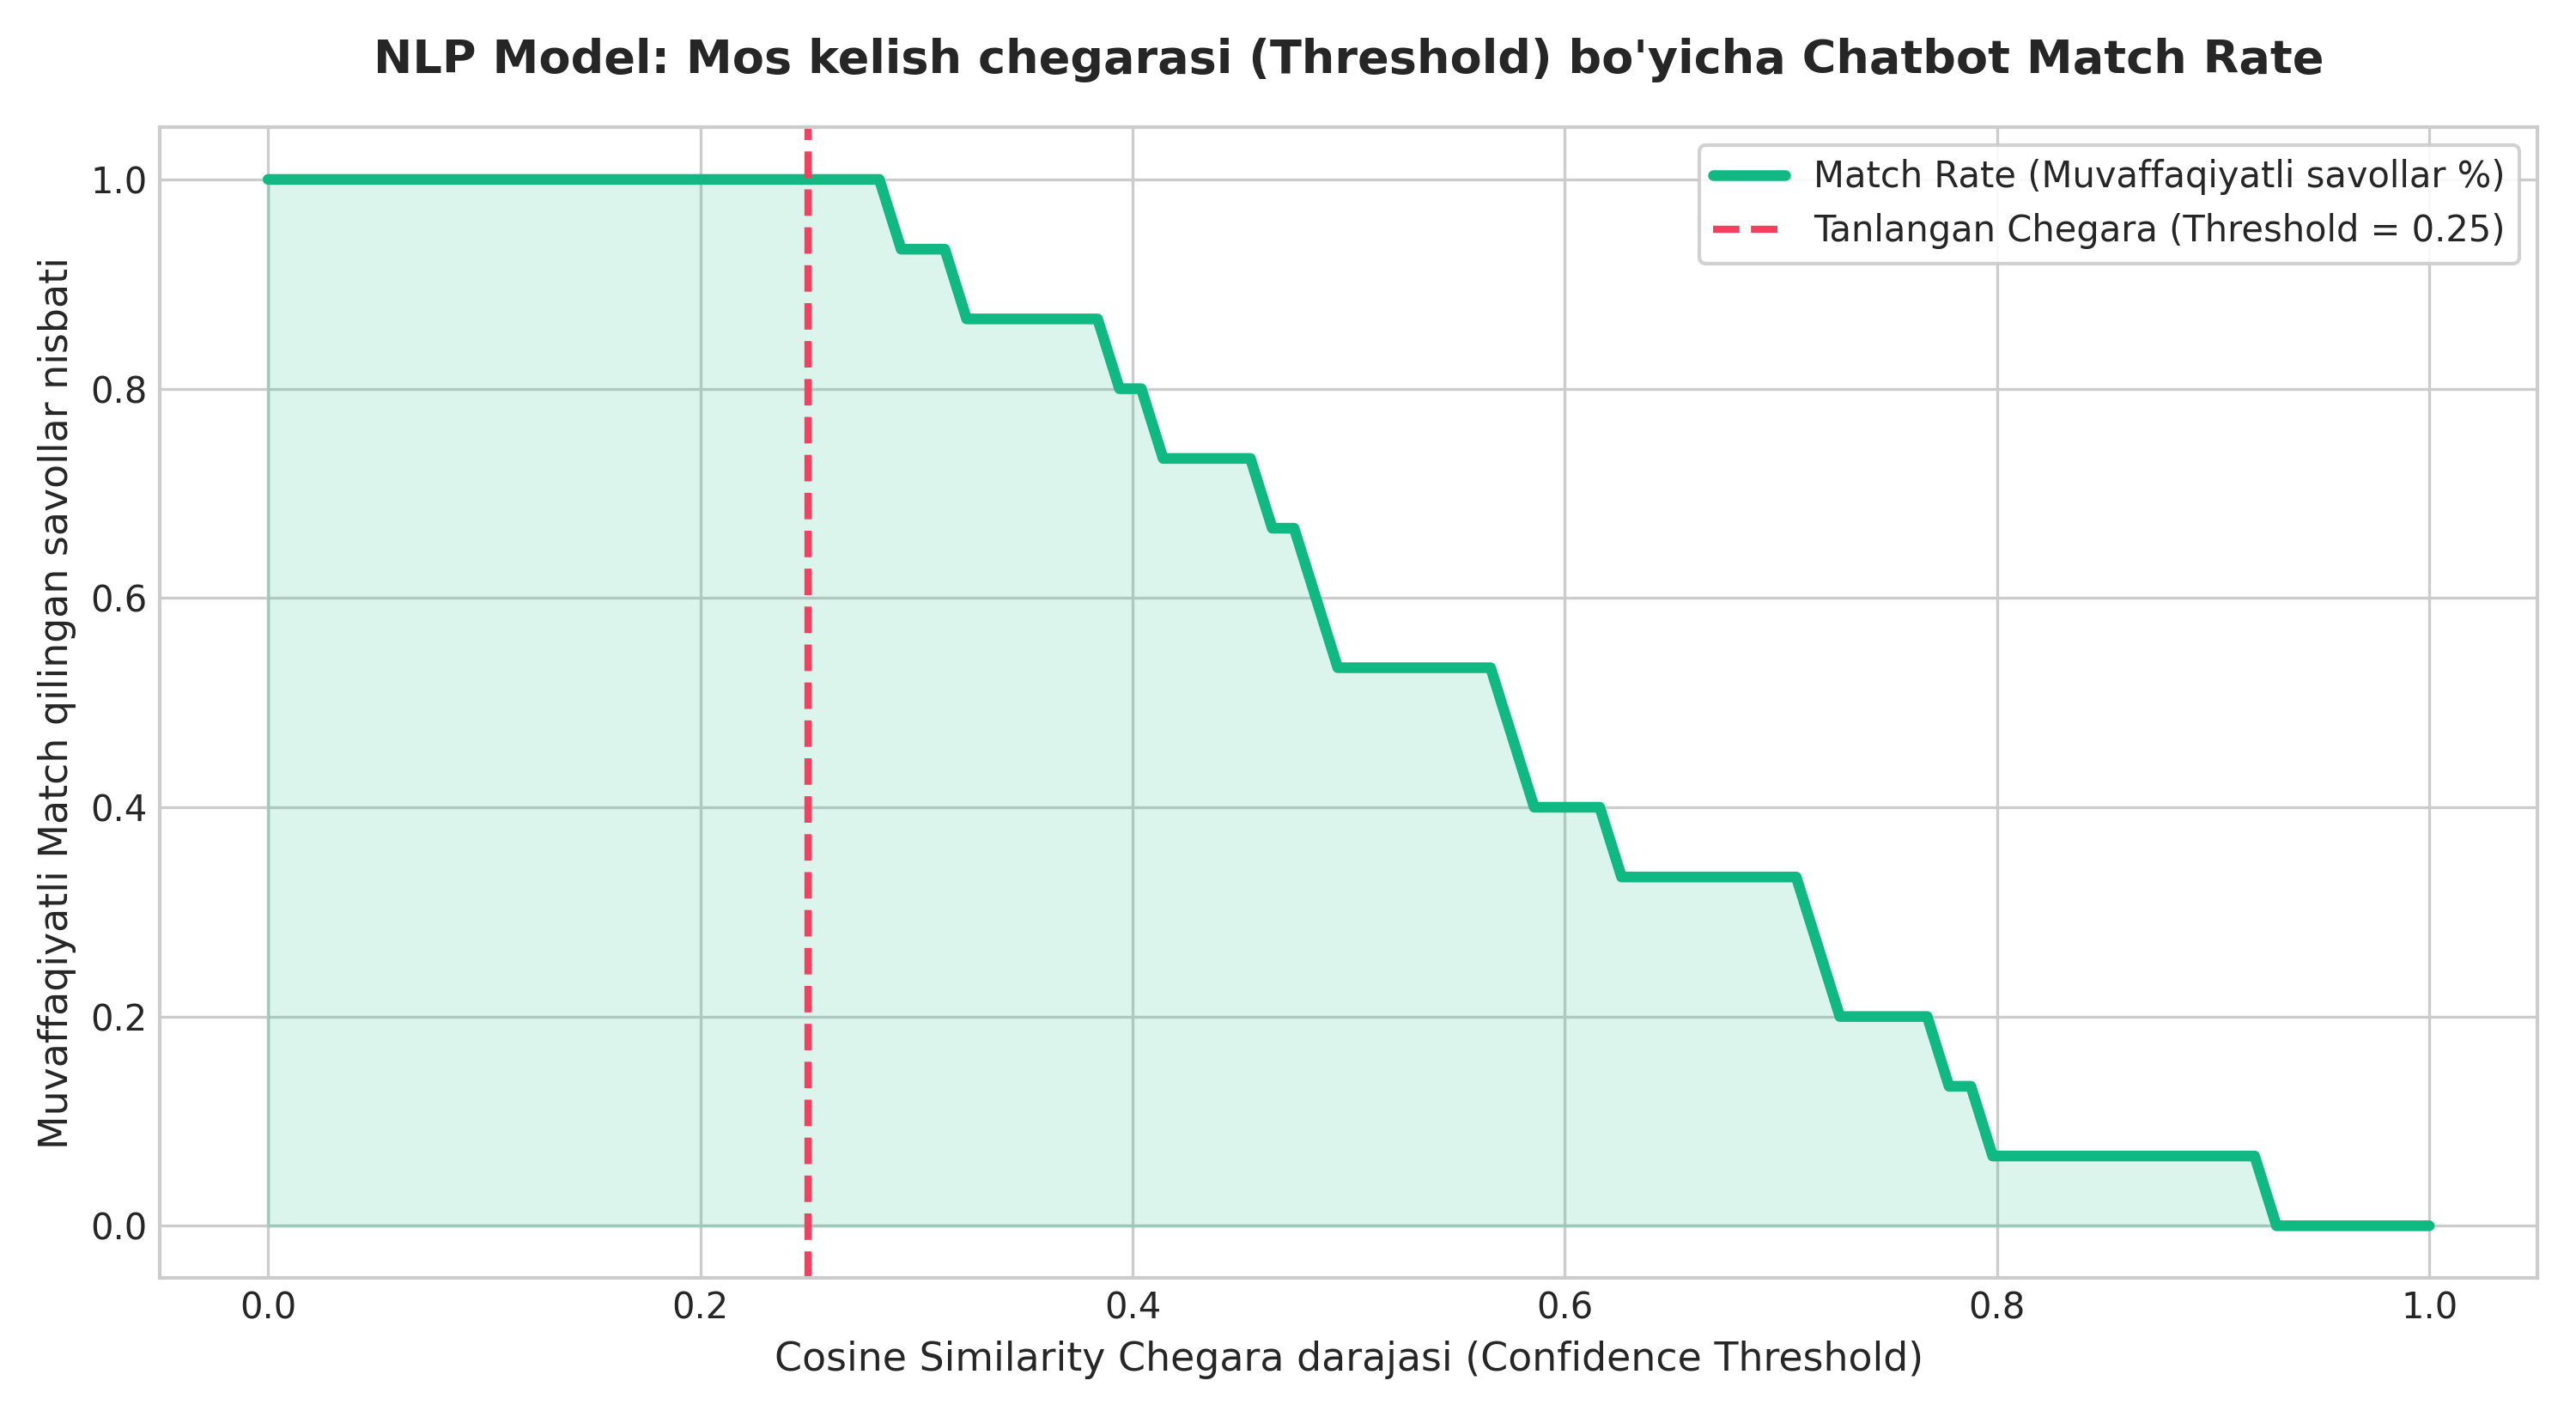 NLP Model: Mos kelish chegarasi (Threshold) bo'yicha Chatbot Match Rate
Match Rate (Muvaffaqiyatli savollar %)
Tanlangan Chegara (Threshold = 0.25)
Muvaffaqiyatli Match qilingan savollar nisbati
1.0
0.8
0.6
0.4
0.2
0.0
0.0 0.2 0.4 0.6 0.8 1.0
Cosine Similarity Chegara darajasi (Confidence Threshold)